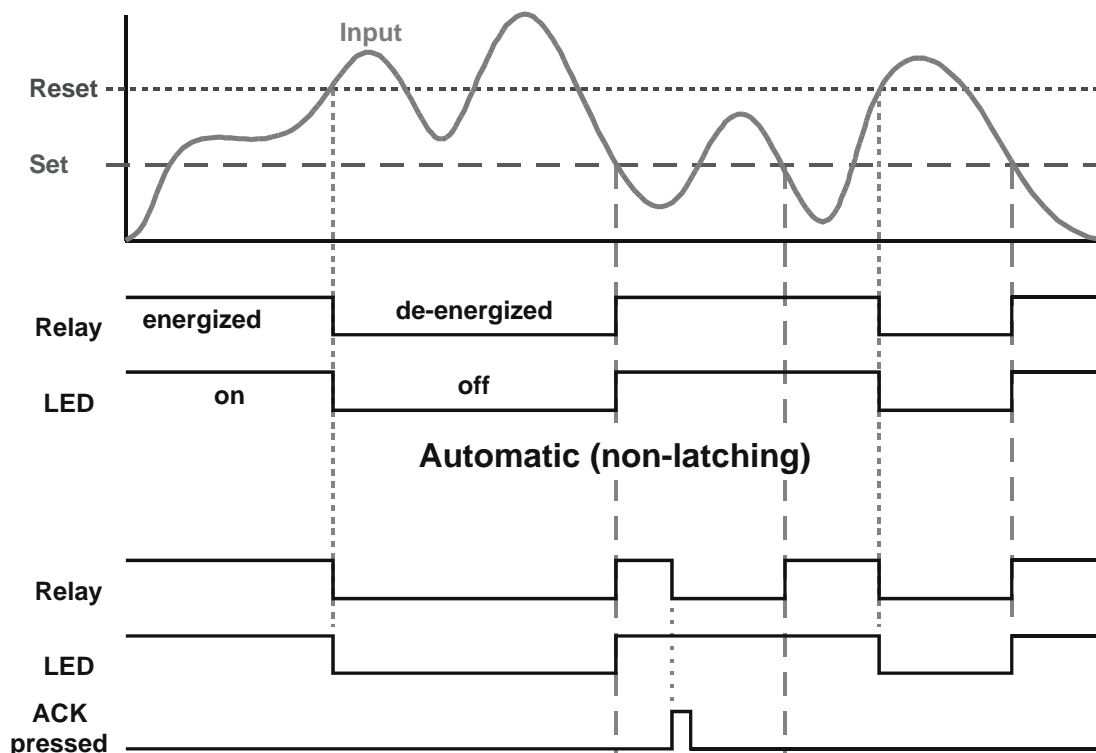 Input
Reset
Set
energized
de-energized
Relay
on
off
LED
Automatic (non-latching)
Relay
LED
ACK
pressed